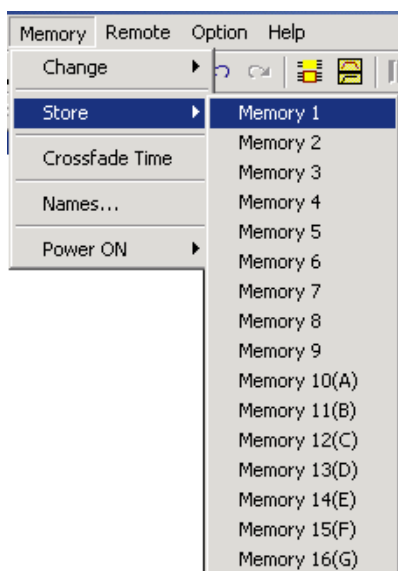 Memory Remote Option Help
Change
Store
Crossfade Time
Names...
Power ON
Memory 1
Memory 2
Memory 3
Memory 4
Memory 5
Memory 6
Memory 7
Memory 8
Memory 9
Memory 10(A)
Memory 11(B)
Memory 12(C)
Memory 13(D)
Memory 14(E)
Memory 15(F)
Memory 16(G)